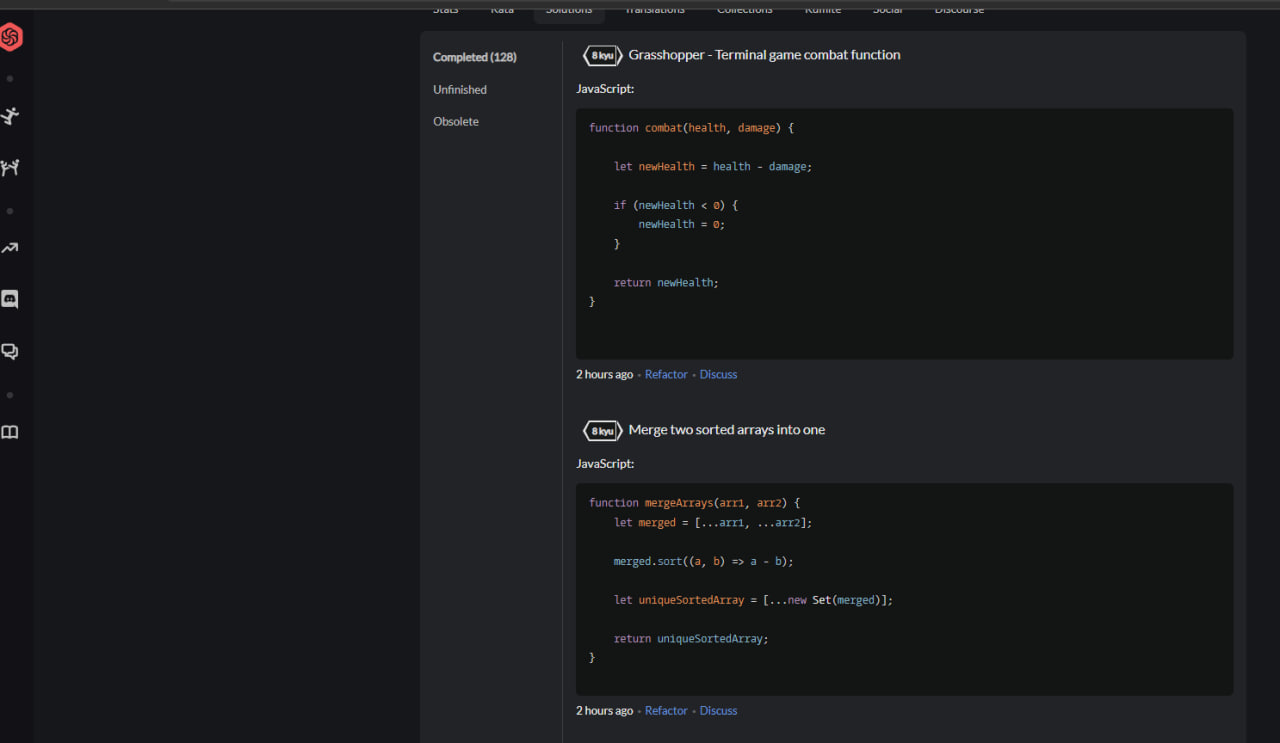 Stats Kata Solutions Translations Collections Kumite Social Discourse
Completed (128)
Unfinished
Obsolete
8 kyu Grasshopper - Terminal game combat function
JavaScript:
function combat(health, damage) {
let newHealth = health - damage;
if (newHealth < 0) {
newHealth = 0;
}
return newHealth;
}
2 hours ago • Refactor • Discuss
8 kyu Merge two sorted arrays into one
JavaScript:
function mergeArrays(arr1, arr2) {
let merged = [...arr1, ...arr2];
merged.sort((a, b) => a - b);
let uniqueSortedArray = [...new Set(merged)];
return uniqueSortedArray;
}
2 hours ago • Refactor • Discuss